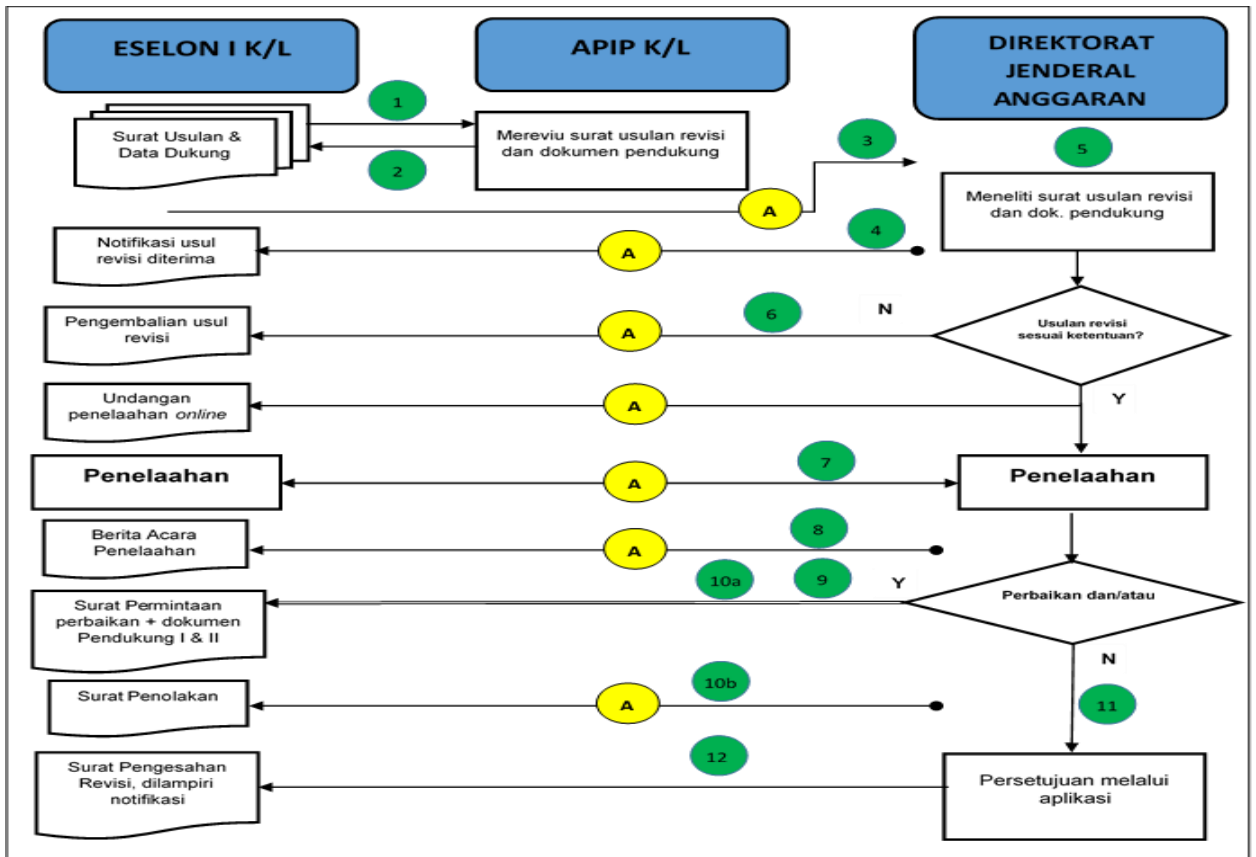 ESELON I K/L
APIP K/L
DIREKTORAT
JENDERAL
ANGGARAN
1
Surat Usulan &
Data Dukung
2
Mereviu surat usulan revisi
dan dokumen pendukung
3
5
Meneliti surat usulan revisi
dan dok. pendukung
A
4
Notifikasi usul
revisi diterima
A
Pengembalian usul
revisi
A
6
N
Usulan revisi
sesuai ketentuan?
Undangan
penelaahan online
A
Y
Penelaahan
A
7
Penelaahan
Berita Acara
Penelaahan
A
8
10a
9
Y
Perbaikan dan/atau
Surat Permintaan
perbaikan + dokumen
Pendukung I & II
N
Surat Penolakan
A
10b
11
Surat Pengesahan
Revisi, dilampiri
notifikasi
12
Persetujuan melalui
aplikasi